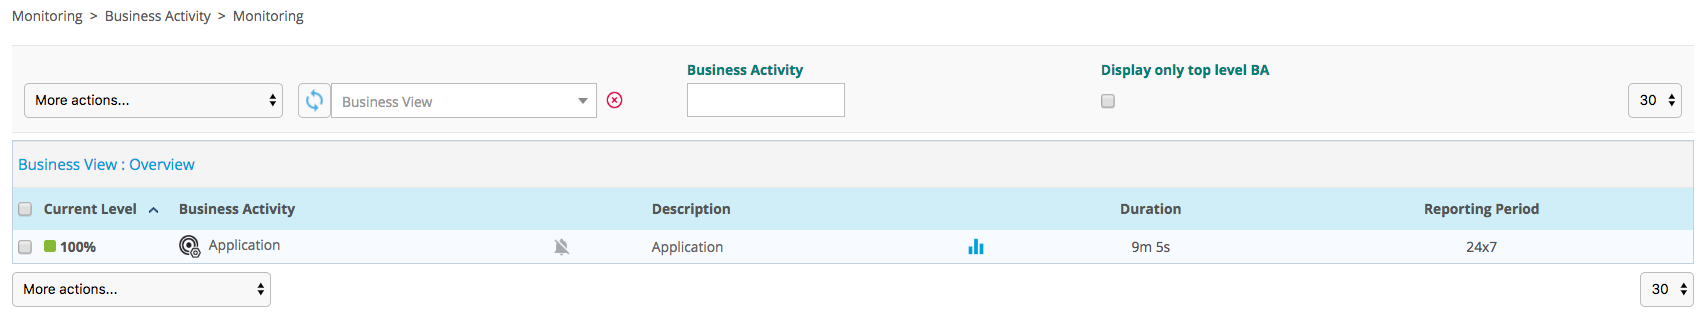 Monitoring > Business Activity > Monitoring
Business Activity
Display only top level BA
More actions...
Business View
30
Business View : Overview
Current Level Business Activity Description Duration Reporting Period
100% Application Application 9m 5s 24x7
More actions...
30